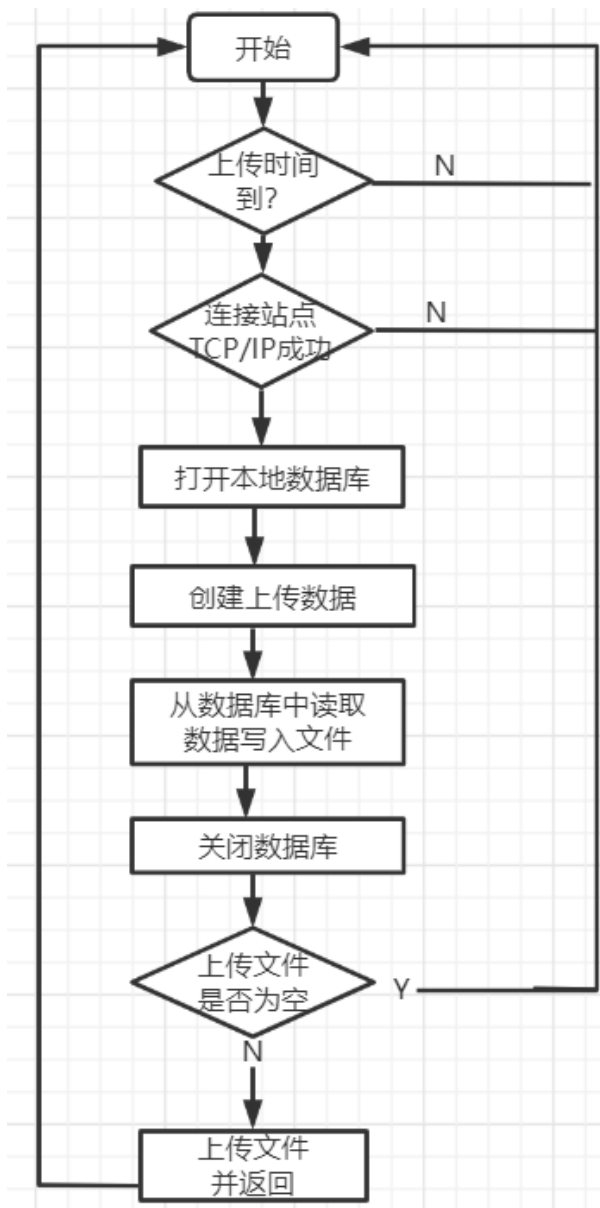 开始
上传时间
到?
N
连接站点
TCP/IP成功
N
打开本地数据库
创建上传数据
从数据库中读取
数据写入文件
关闭数据库
上传文件
是否为空
Y
N
上传文件
并返回